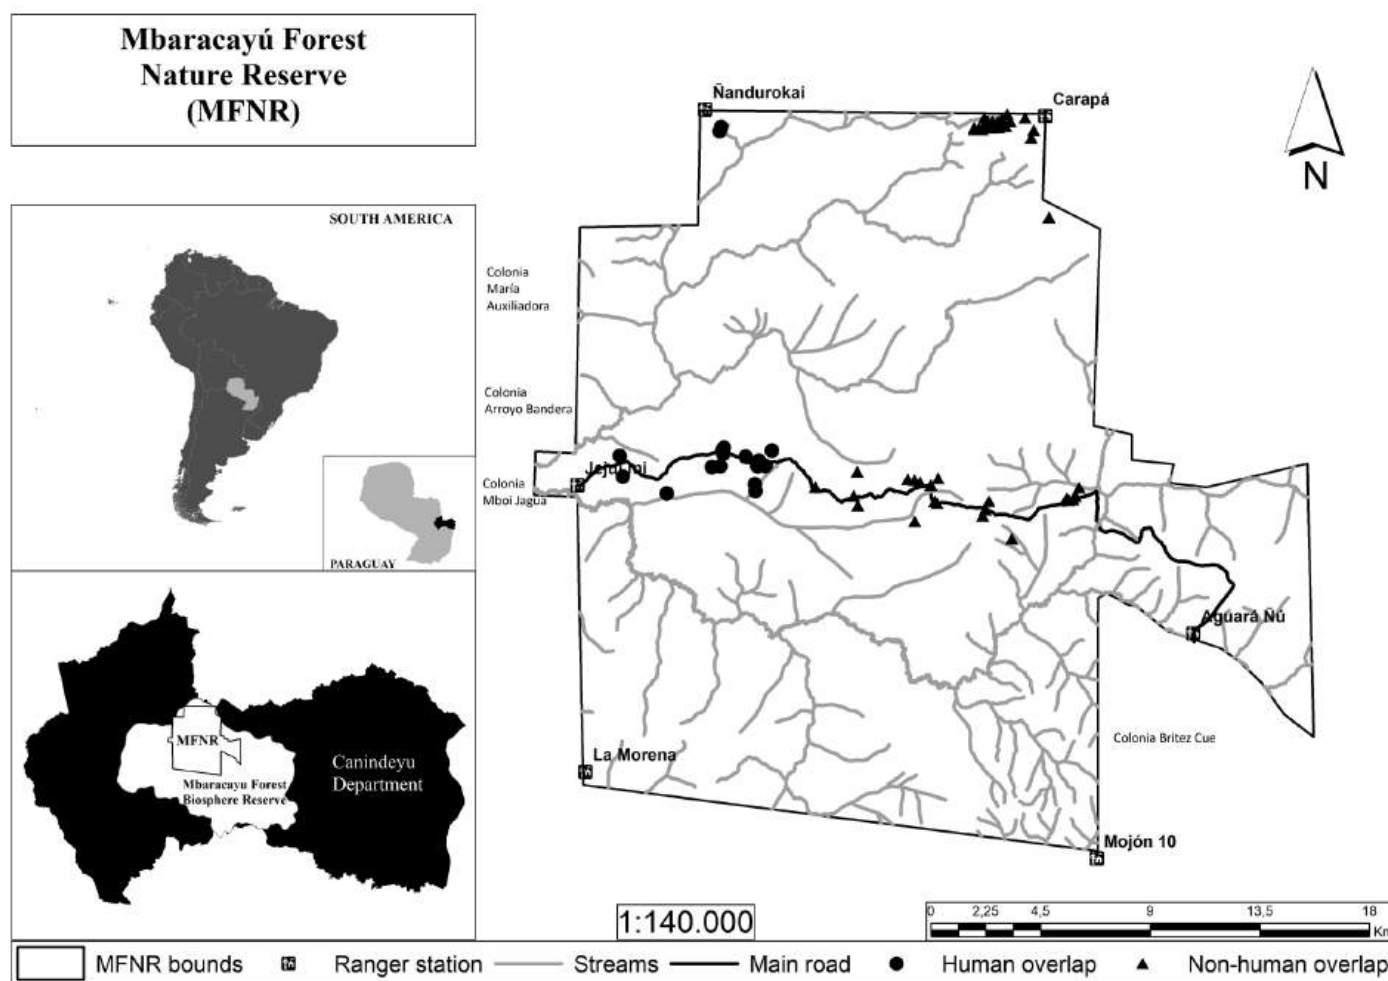 Mbaracayú Forest
Nature Reserve
(MFNR)
SOUTH AMERICA
PARAGUAY
MFNR
Mbaracayu Forest
Biosphere Reserve
Canindeyu
Department
Ñandurokai
Carapá
N
Colonia
María
Auxiliadora
Colonia
Arroyo Bandera
Jejui mi
Colonia
Mboi Jagua
Aguará Ñú
La Morena
Colonia Britez Cue
Mojón 10
1:140.000
0 2,25 4,5 9 13,5 18
Km
MFNR bounds
Ranger station
Streams
Main road
Human overlap
Non-human overlap